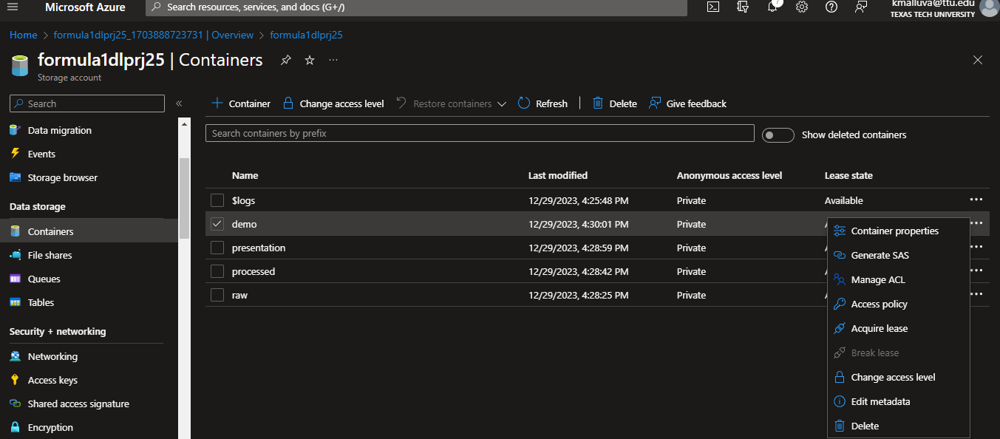 Microsoft Azure
Search resources, services, and docs (G+/)
kmalluva@ttu.edu
TEXAS TECH UNIVERSITY
Home > formula1dlprj25_1703888723731 | Overview > formula1dlprj25
formula1dlprj25 | Containers
Storage account
Search
Data migration
Events
Storage browser
Data storage
Containers
File shares
Queues
Tables
Security + networking
Networking
Access keys
Shared access signature
Encryption
Container Change access level Restore containers Refresh Delete Give feedback
Search containers by prefix
Show deleted containers
Name Last modified Anonymous access level Lease state
$logs 12/29/2023, 4:25:48 PM Private Available
demo 12/29/2023, 4:30:01 PM Private
presentation 12/29/2023, 4:28:59 PM Private
processed 12/29/2023, 4:28:42 PM Private
raw 12/29/2023, 4:28:25 PM Private
Container properties
Generate SAS
Manage ACL
Access policy
Acquire lease
Break lease
Change access level
Edit metadata
Delete